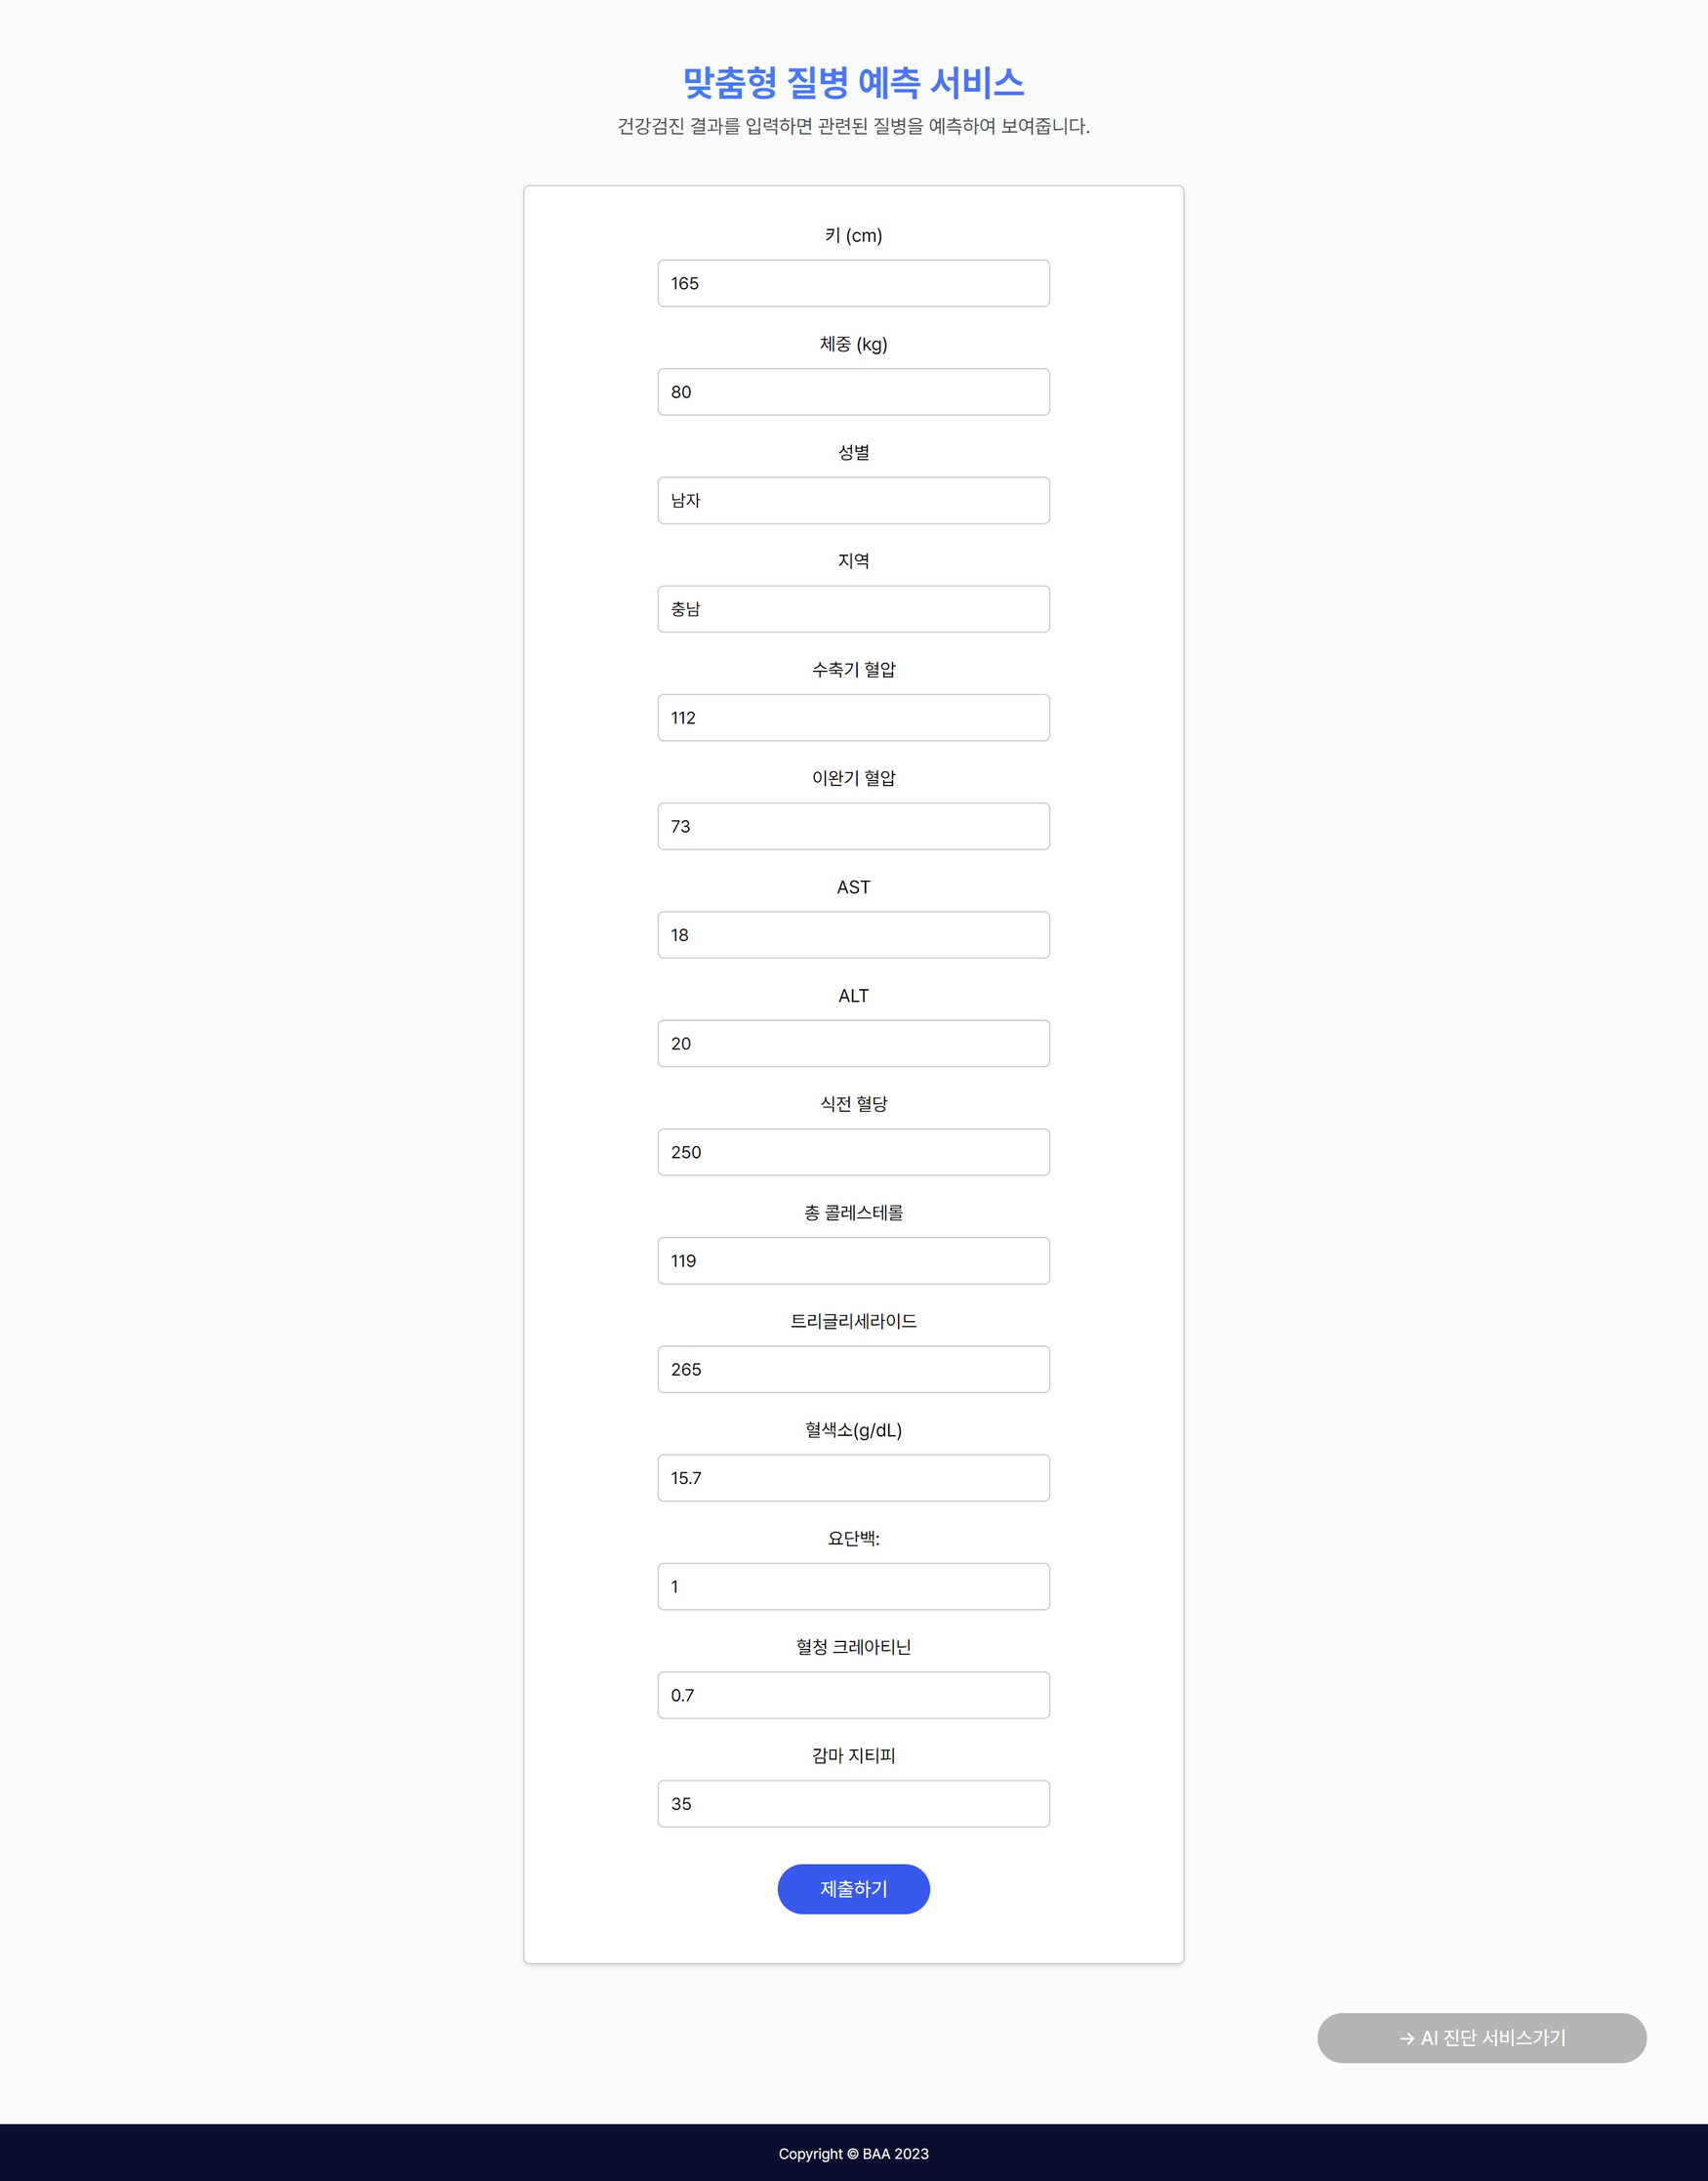 맞춤형 질병 예측 서비스
건강검진 결과를 입력하면 관련된 질병을 예측하여 보여줍니다.
키 (cm)
165
체중 (kg)
80
성별
남자
지역
충남
수축기 혈압
112
이완기 혈압
73
AST
18
ALT
20
식전 혈당
250
총 콜레스테롤
119
트리글리세라이드
265
혈색소(g/dL)
15.7
요단백:
1
혈청 크레아티닌
0.7
감마 지티피
35
제출하기
→ AI 진단 서비스가기
Copyright © BAA 2023